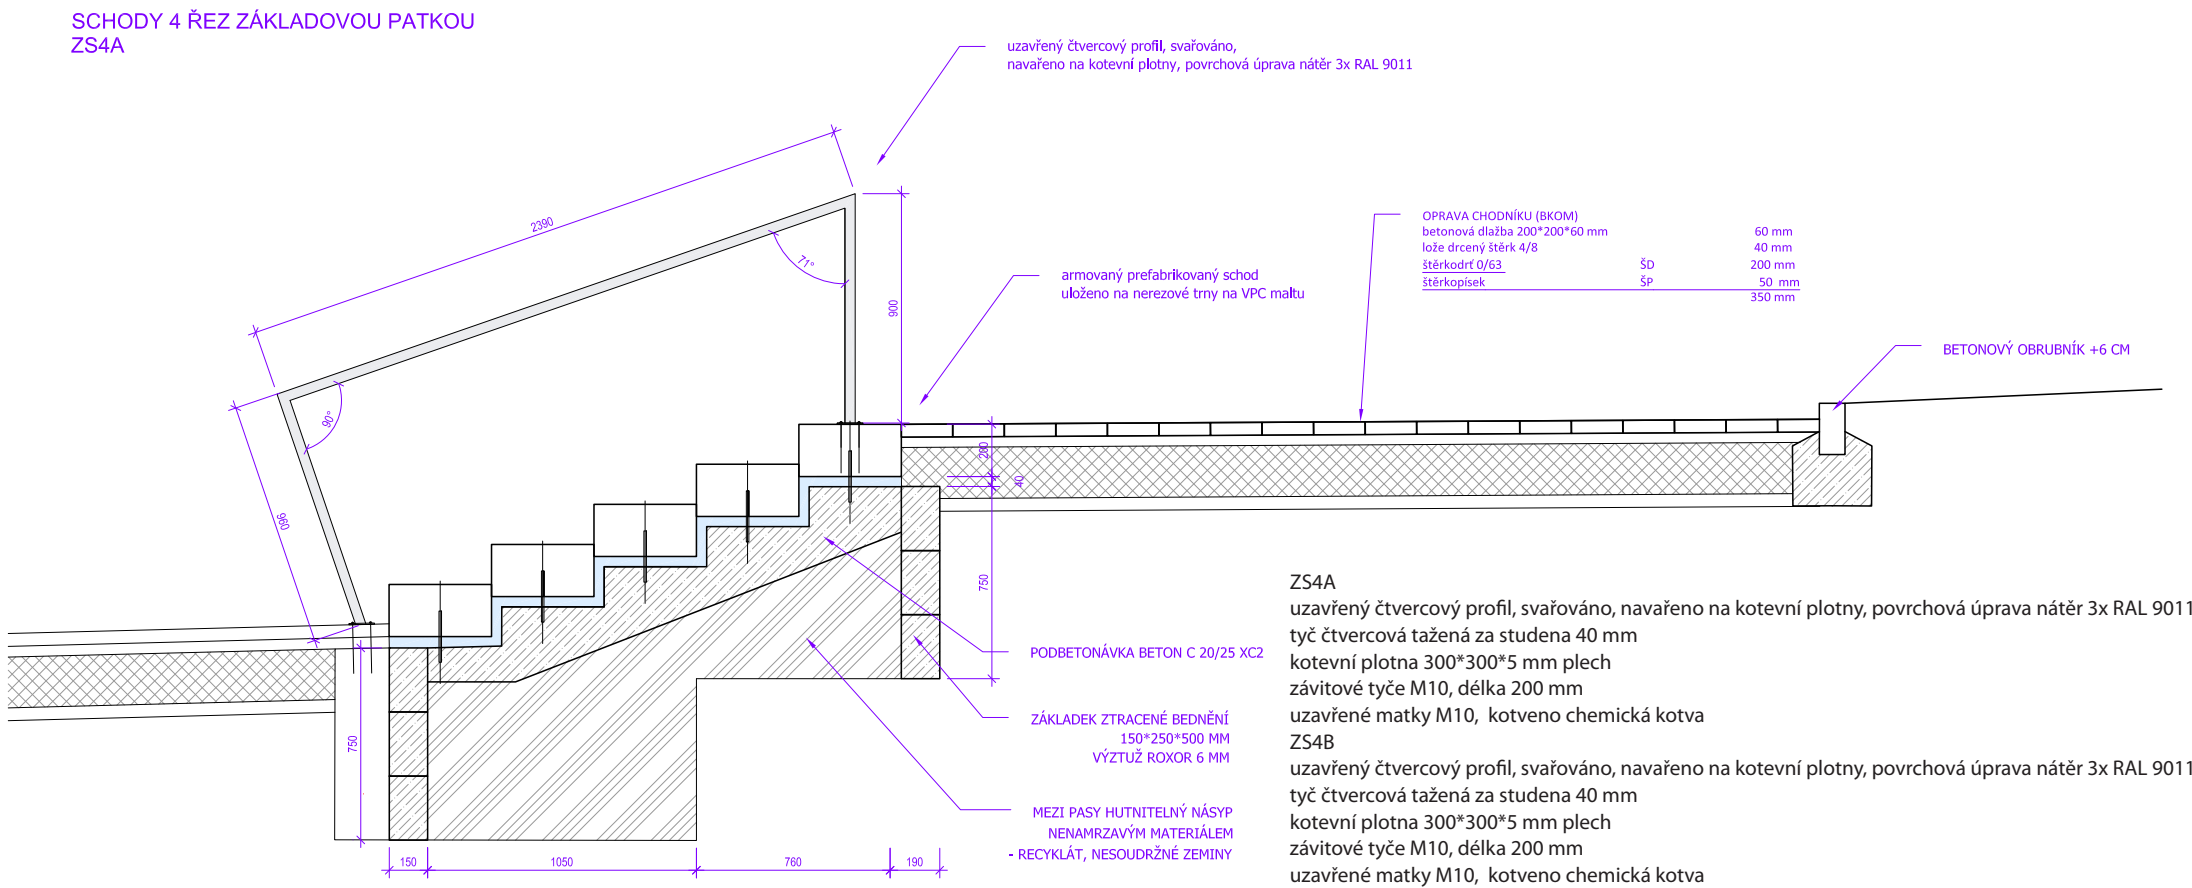 SCHODY 4 ŘEZ ZÁKLADOVOU PATKOU
ZS4A
uzavřený čtvercový profil, svařováno,
navařeno na kotevní plotny, povrchová úprava nátěr 3x RAL 9011
2390
71°
900
90°
960
armovaný prefabrikovaný schod
uloženo na nerezové trny na VPC maltu
OPRAVA CHODNÍKU (BKOM)
betonová dlažba 200*200*60 mm 60 mm
lože drcený štěrk 4/8 40 mm
štěrkodrť 0/63 ŠD 200 mm
štěrkopísek ŠP 50 mm
350 mm
BETONOVÝ OBRUBNÍK +6 CM
200
40
750
750
PODBETONÁVKA BETON C 20/25 XC2
ZÁKLADEK ZTRACENÉ BEDNĚNÍ
150*250*500 MM
VÝZTUŽ ROXOR 6 MM
MEZI PASY HUTNITELNÝ NÁSYP
NENAMRZAVÝM MATERIÁLEM
- RECYKLÁT, NESOUDRŽNÉ ZEMINY
150 1050 760 190
ZS4A
uzavřený čtvercový profil, svařováno, navařeno na kotevní plotny, povrchová úprava nátěr 3x RAL 9011
tyč čtvercová tažená za studena 40 mm
kotevní plotna 300*300*5 mm plech
závitové tyče M10, délka 200 mm
uzavřené matky M10, kotveno chemická kotva
ZS4B
uzavřený čtvercový profil, svařováno, navařeno na kotevní plotny, povrchová úprava nátěr 3x RAL 9011
tyč čtvercová tažená za studena 40 mm
kotevní plotna 300*300*5 mm plech
závitové tyče M10, délka 200 mm
uzavřené matky M10, kotveno chemická kotva